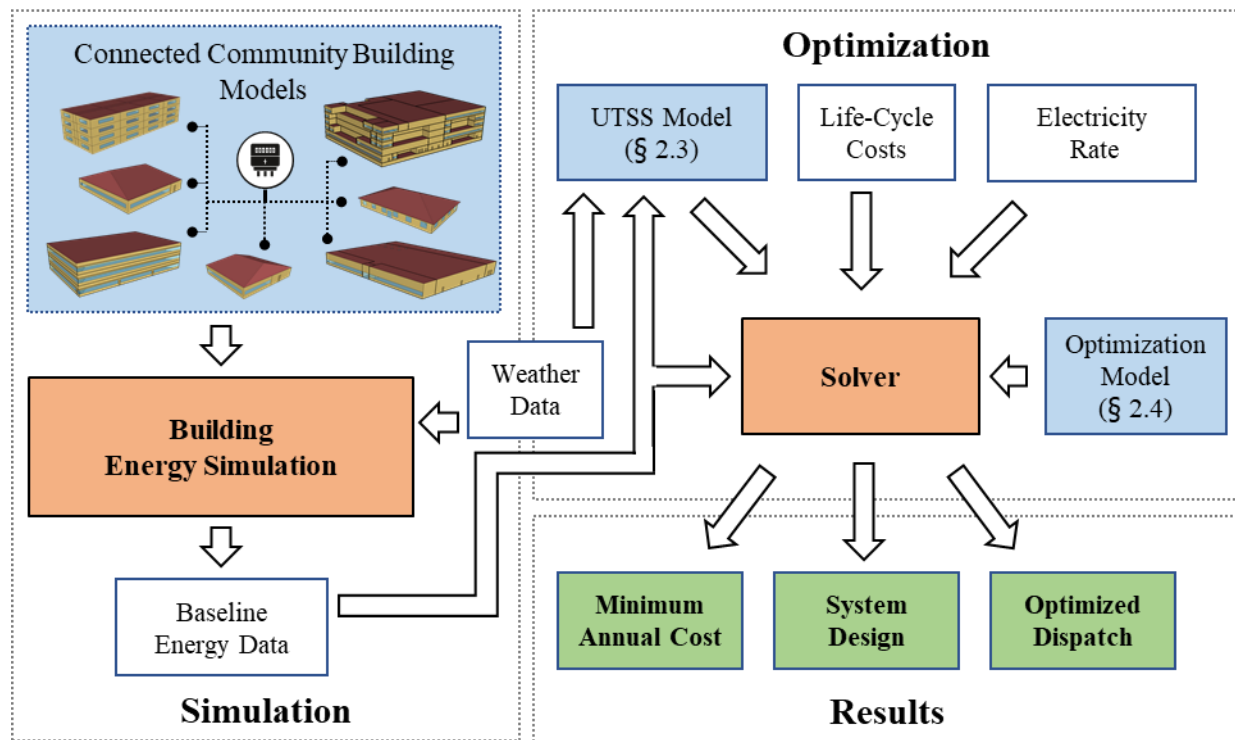 Connected Community Building
Models
Building
Energy Simulation
Baseline
Energy Data
Simulation
Weather
Data
Optimization
UTSS Model
(§ 2.3)
Life-Cycle
Costs
Electricity
Rate
Solver
Optimization
Model
(§ 2.4)
Minimum
Annual Cost
System
Design
Optimized
Dispatch
Results